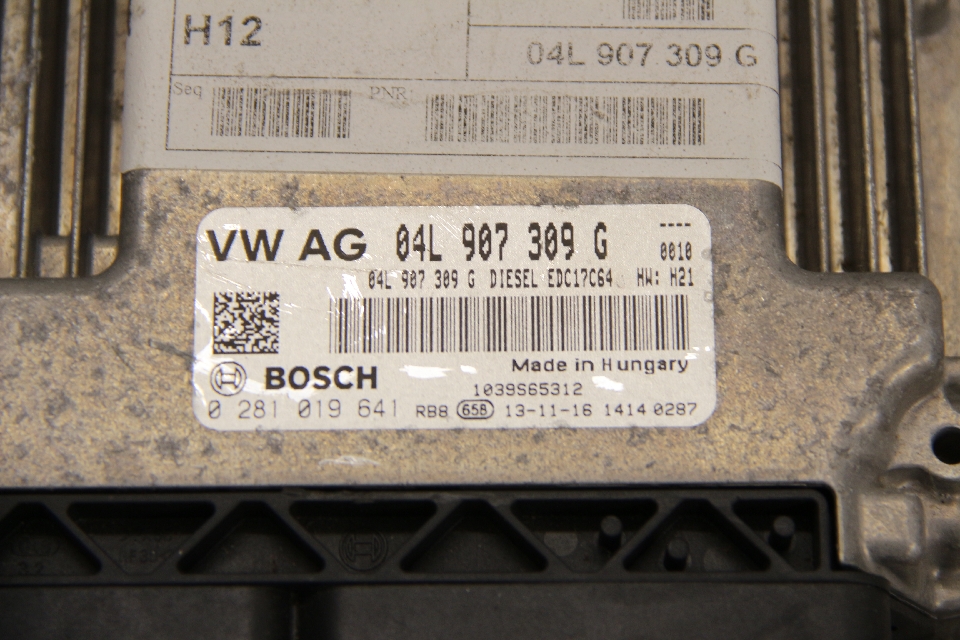 H12
04L 907 309 G
Seq
PNR
VW AG 04L 907 309 G
----
0010
04L 907 309 G DIESEL EDC17C64 HW: H21
Made in Hungary
BOSCH
1039S65312
0 281 019 641 RB8 658 13-11-16 1414 0287